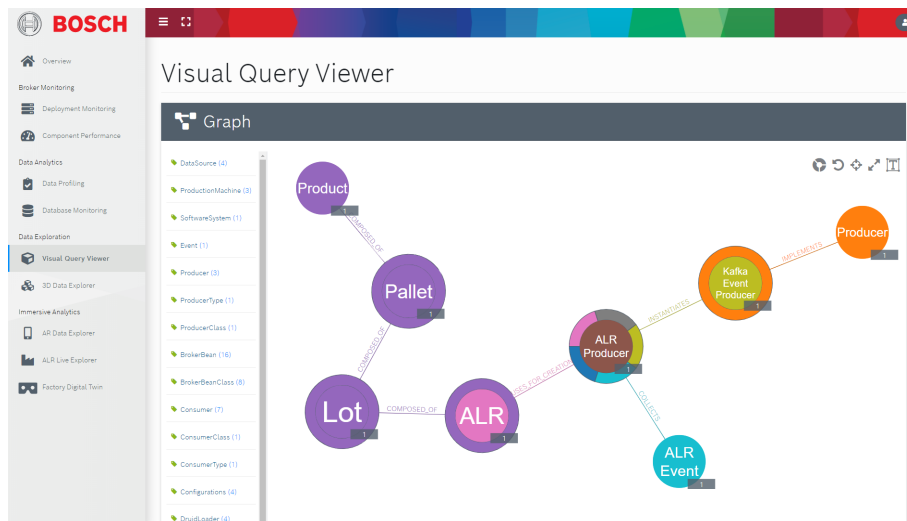 BOSCH
Overview
Broker Monitoring
Deployment Monitoring
Component Performance
Data Analytics
Data Profiling
Database Monitoring
Data Exploration
Visual Query Viewer
3D Data Explorer
Immersive Analytics
AR Data Explorer
ALR Live Explorer
Factory Digital Twin
Visual Query Viewer
Graph
DataSource (4)
ProductionMachine (3)
SoftwareSystem (1)
Event (1)
Producer (3)
ProducerType (1)
ProducerClass (1)
BrokerBean (16)
BrokerBeanClass (8)
Consumer (7)
ConsumerClass (1)
ConsumerType (1)
Configurations (4)
DruidLoader (4)
Product
1
COMPOSED_OF
Pallet
1
COMPOSED_OF
Lot
1
COMPOSED_OF
ALR
1
SES_FOR_CREATION
ALR
Producer
1
INSTANTIATES
Kafka
Event
Producer
1
IMPLEMENTS
Producer
1
COLLECTS
ALR
Event
1